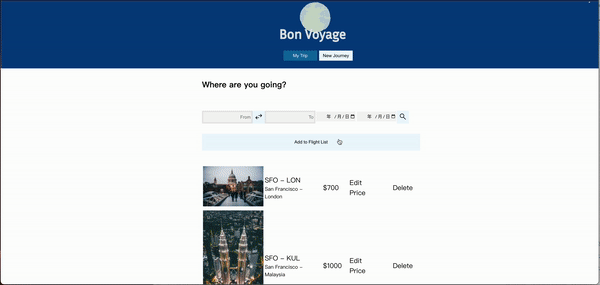 Bon Voyage
My Trip New Journey
Where are you going?
From To 年 / 月 / 日 年 / 月 / 日
Add to Flight List
SFO - LON
San Francisco -
London
$700
Edit
Price
Delete
SFO - KUL
San Francisco -
Malaysia
$1000
Edit
Price
Delete